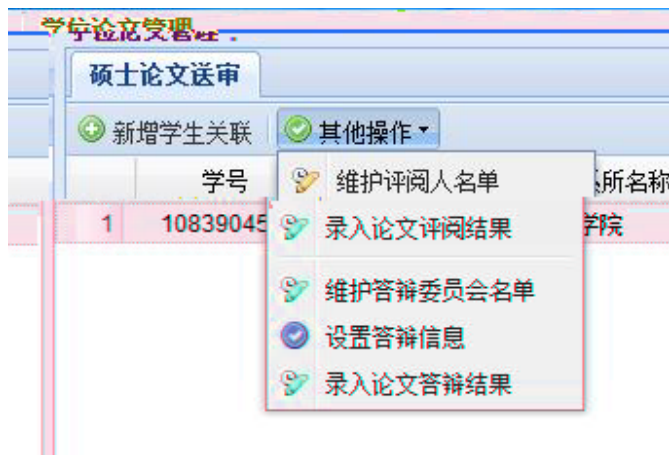 学位论文管理
硕士论文送审
新增学生关联 其他操作
学号 所名称
1 10839045 学院
维护评阅人名单
录入论文评阅结果
维护答辩委员会名单
设置答辩信息
录入论文答辩结果